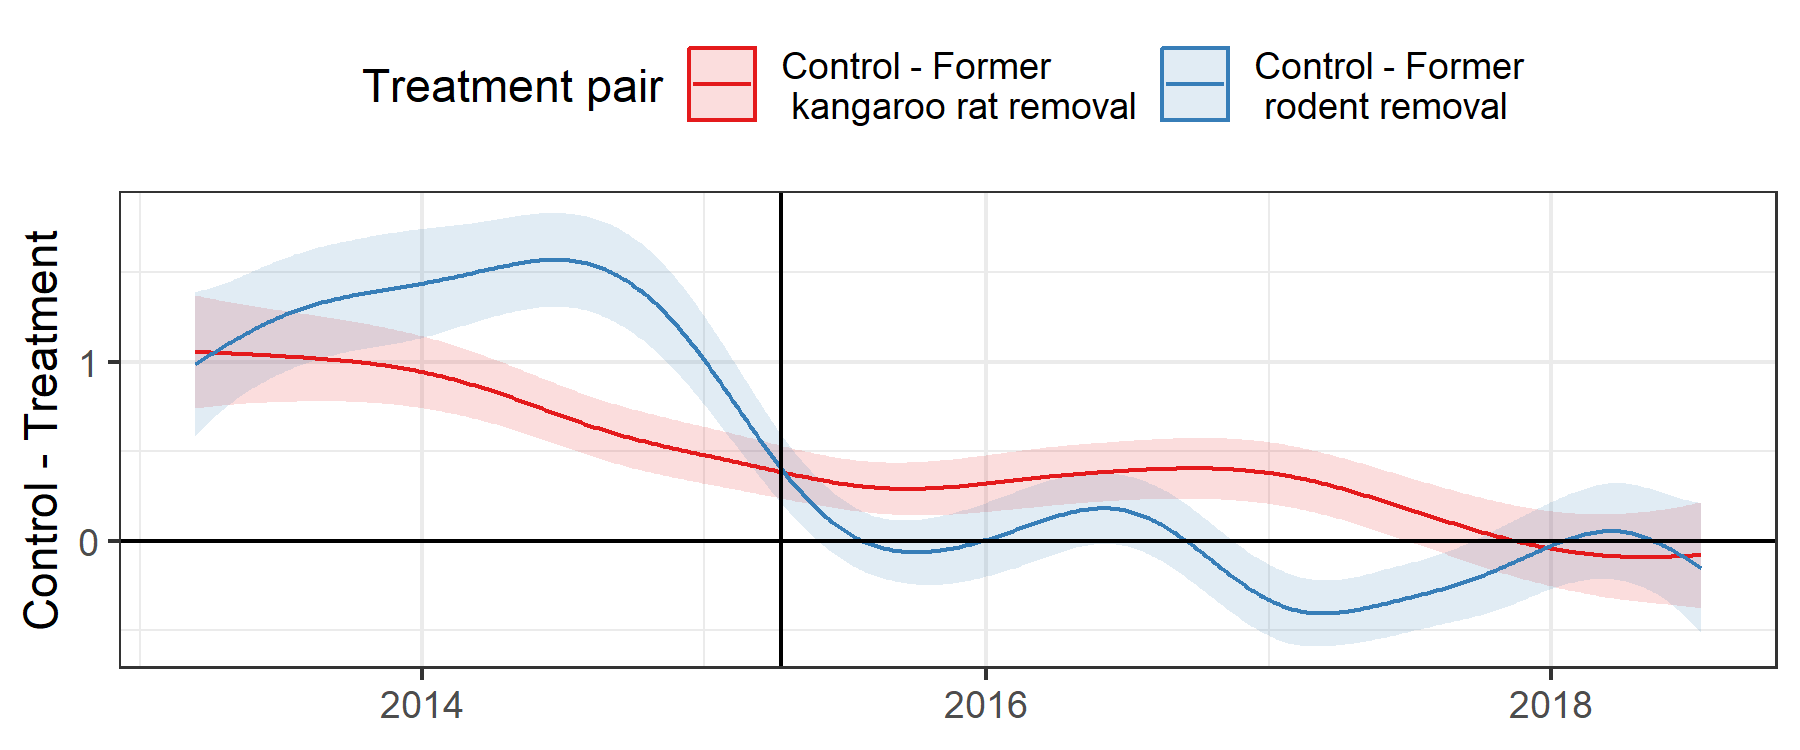 Treatment pair
Control - Former
kangaroo rat removal
Control - Former
rodent removal
Control - Treatment
1
0
2014
2016
2018